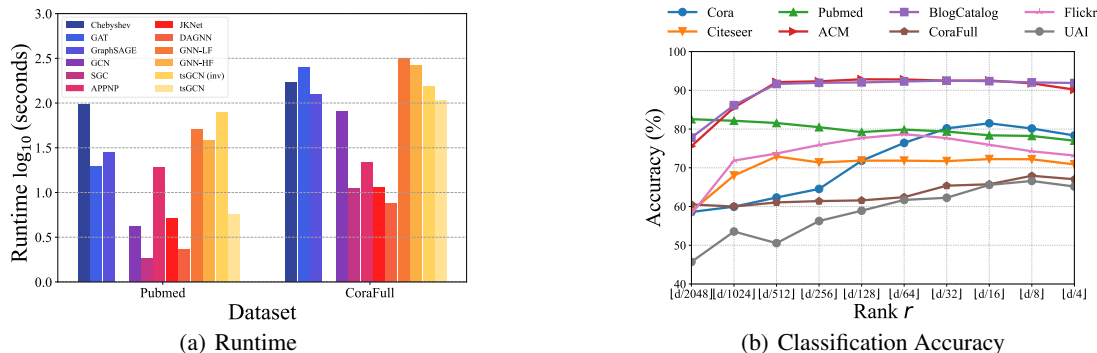 3.0
2.5
2.0
1.5
1.0
0.5
0.0
Runtime log10 (seconds)
Chebyshev
GAT
GraphSAGE
GCN
SGC
APPNP
JKNet
DAGNN
GNN-LF
GNN-HF
tsGCN (inv)
tsGCN
Pubmed CoraFull
Dataset
(a) Runtime
Cora Pubmed BlogCatalog Flickr
Citeseer ACM CoraFull UAI
100
90
80
70
60
50
40
Accuracy (%)
⌊d/2048⌋ ⌊d/1024⌋ ⌊d/512⌋ ⌊d/256⌋ ⌊d/128⌋ ⌊d/64⌋ ⌊d/32⌋ ⌊d/16⌋ ⌊d/8⌋ ⌊d/4⌋
Rank r
(b) Classification Accuracy